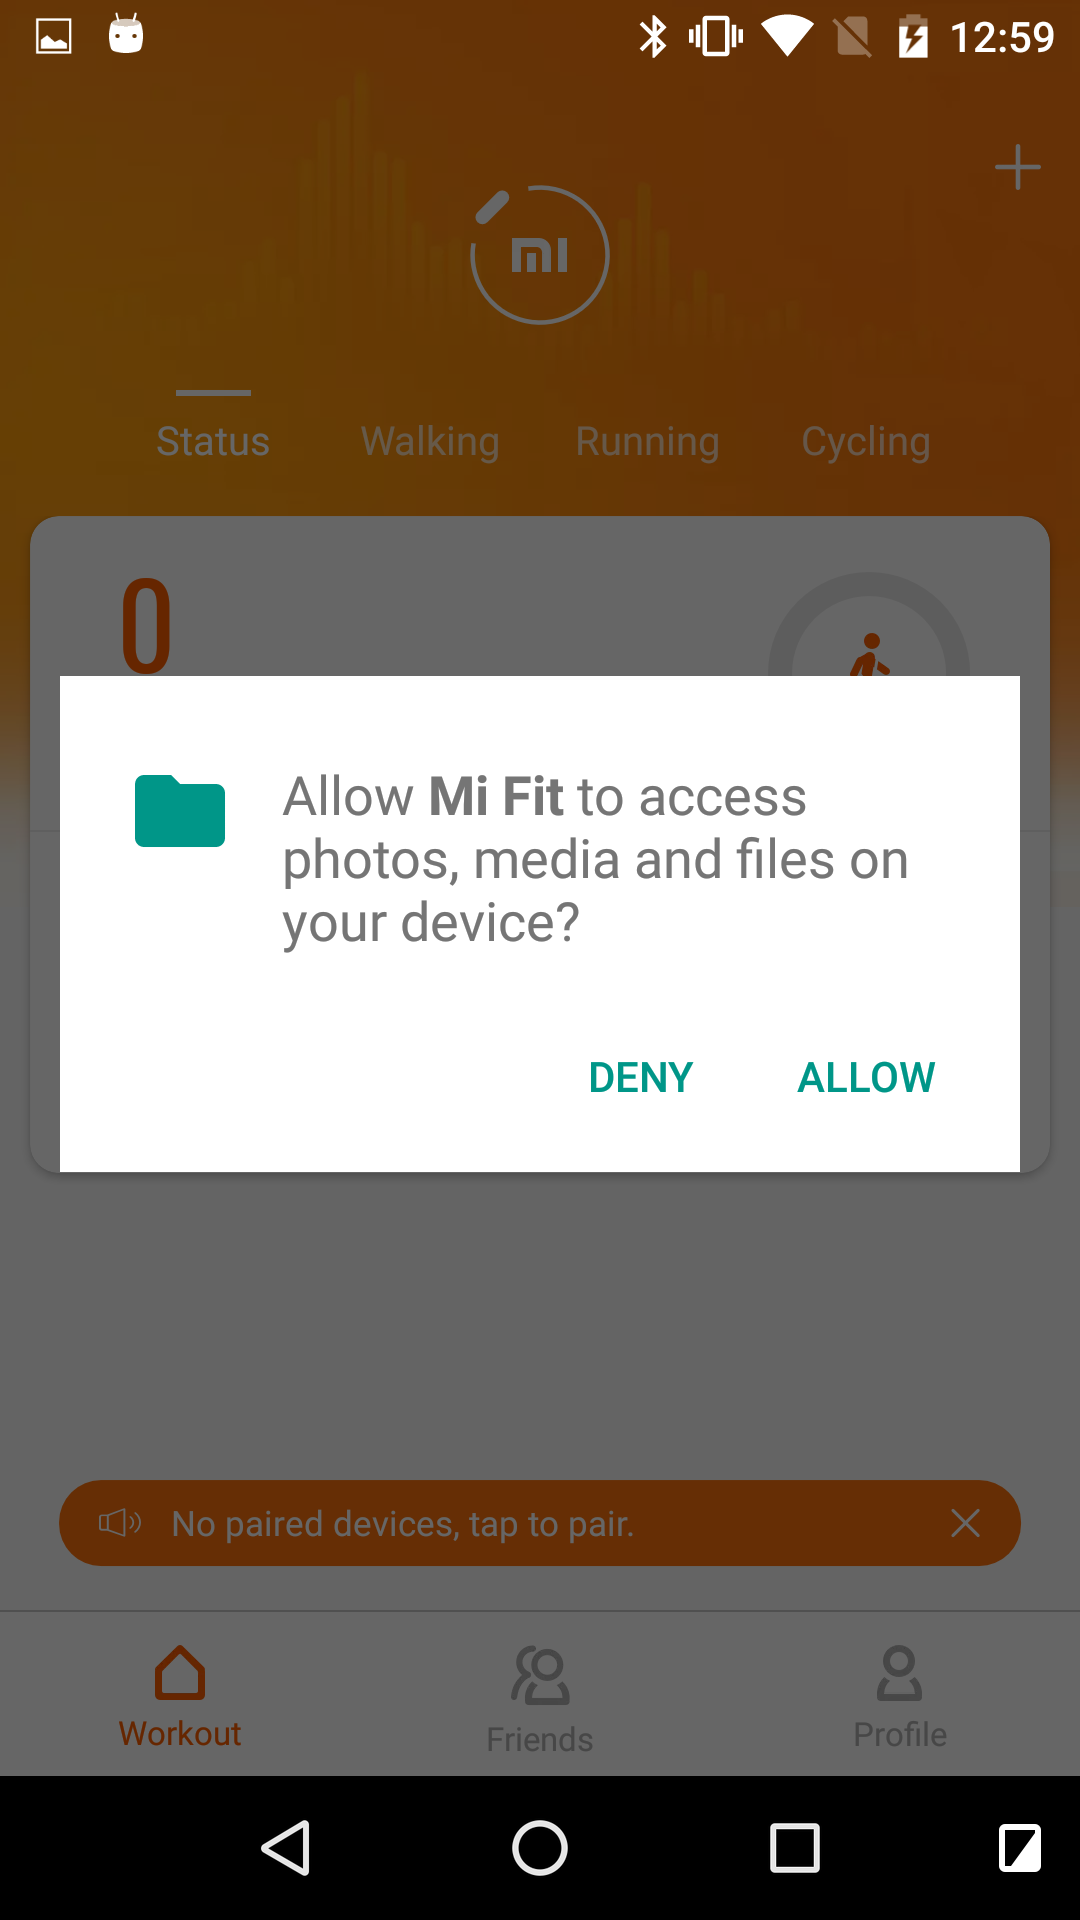 12:59
mi
Status Walking Running Cycling
0
Allow Mi Fit to access
photos, media and files on
your device?
DENY ALLOW
No paired devices, tap to pair.
Workout Friends Profile